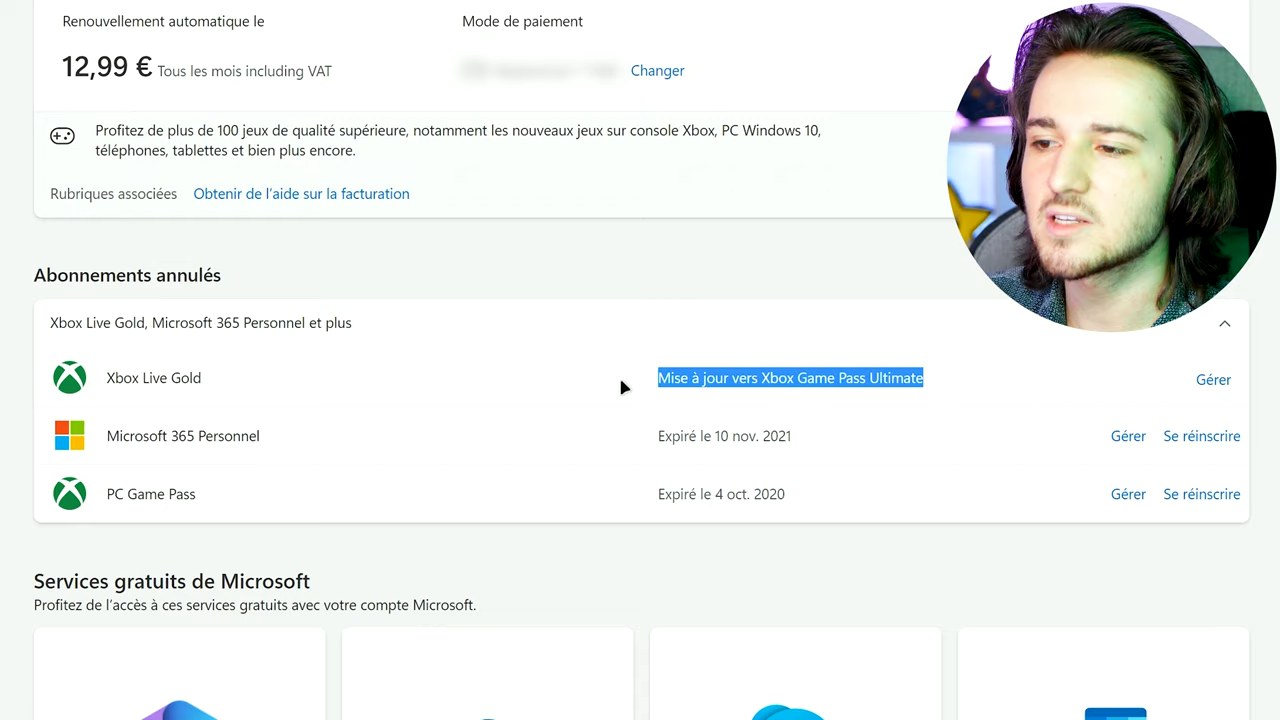 Renouvellement automatique le
Mode de paiement
12,99 € Tous les mois including VAT
Changer
Profitez de plus de 100 jeux de qualité supérieure, notamment les nouveaux jeux sur console Xbox, PC Windows 10,
téléphones, tablettes et bien plus encore.
Rubriques associées Obtenir de l'aide sur la facturation
Abonnements annulés
Xbox Live Gold, Microsoft 365 Personnel et plus
Xbox Live Gold Mise à jour vers Xbox Game Pass Ultimate Gérer
Microsoft 365 Personnel Expiré le 10 nov. 2021 Gérer Se réinscrire
PC Game Pass Expiré le 4 oct. 2020 Gérer Se réinscrire
Services gratuits de Microsoft
Profitez de l'accès à ces services gratuits avec votre compte Microsoft.